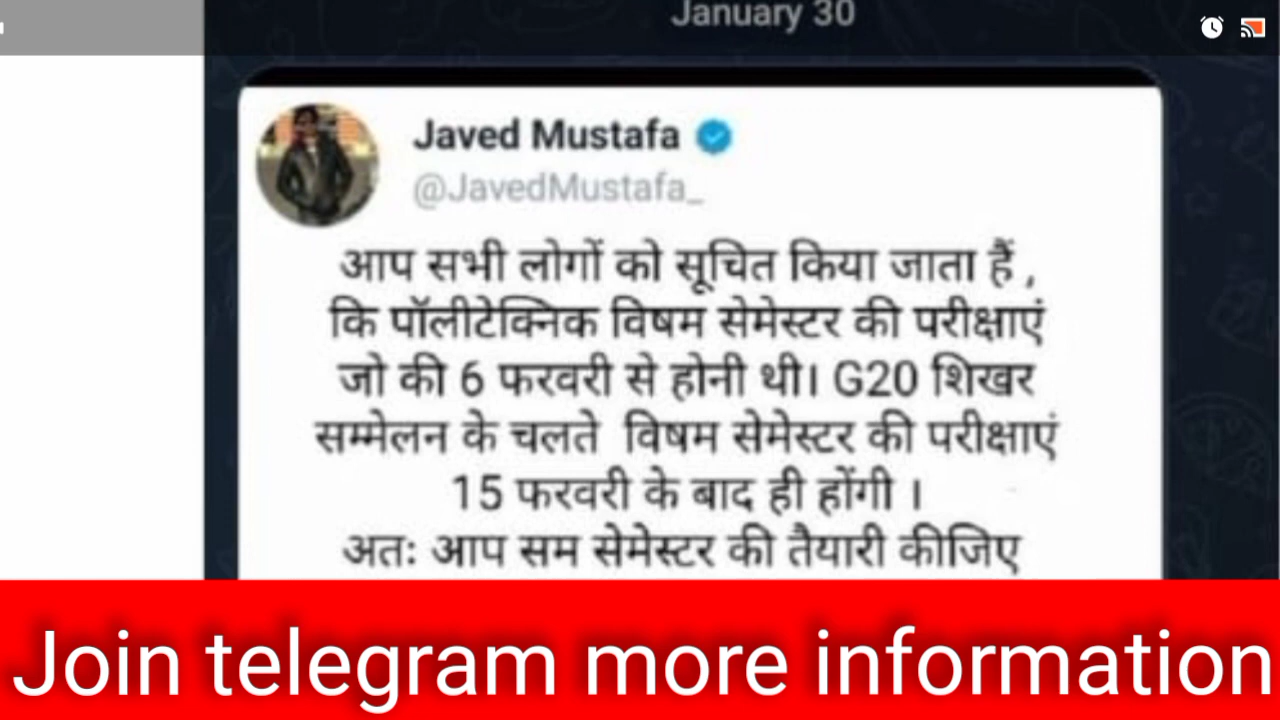 January 30
Javed Mustafa
@JavedMustafa_
आप सभी लोगों को सूचित किया जाता हैं ,
कि पॉलीटेक्निक विषम सेमेस्टर की परीक्षाएं
जो की 6 फरवरी से होनी थी। G20 शिखर
सम्मेलन के चलते विषम सेमेस्टर की परीक्षाएं
15 फरवरी के बाद ही होंगी ।
अतः आप सम सेमेस्टर की तैयारी कीजिए
Join telegram more information